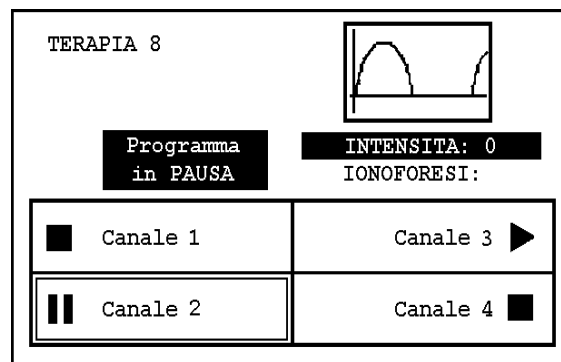 TERAPIA 8
Programma
in PAUSA
INTENSITA: 0
IONOFORESI:
Canale 1
Canale 3
Canale 2
Canale 4